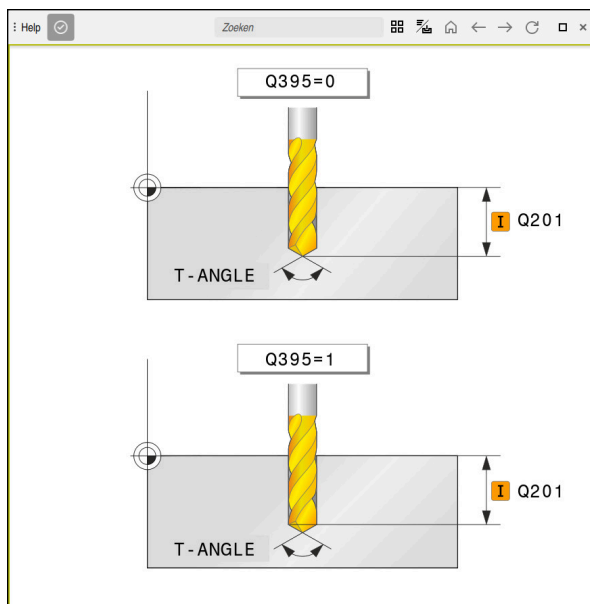 Help
Zoeken
Q395=0
I Q201
T-ANGLE
Q395=1
I Q201
T-ANGLE